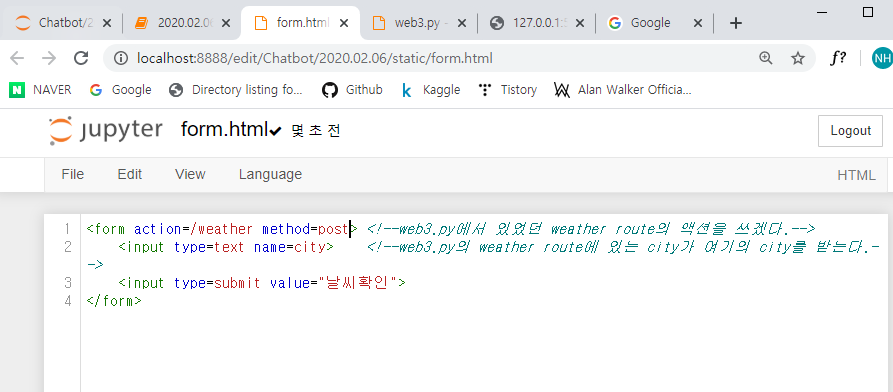 Chatbot/2
2020.02.06
form.html
web3.py -
127.0.0.1:5
Google
localhost:8888/edit/Chatbot/2020.02.06/static/form.html
f?
NH
NAVER
Google
Directory listing fo...
Github
Kaggle
Tistory
Alan Walker Officia...
jupyter form.html 몇 초 전
Logout
File Edit View Language
HTML
1 <form action=/weather method=post> <!--web3.py에서 있었던 weather route의 액션을 쓰겠다.-->
2 <input type=text name=city> <!--web3.py의 weather route에 있는 city가 여기의 city를 받는다.-
->
3 <input type=submit value="날씨확인">
4 </form>